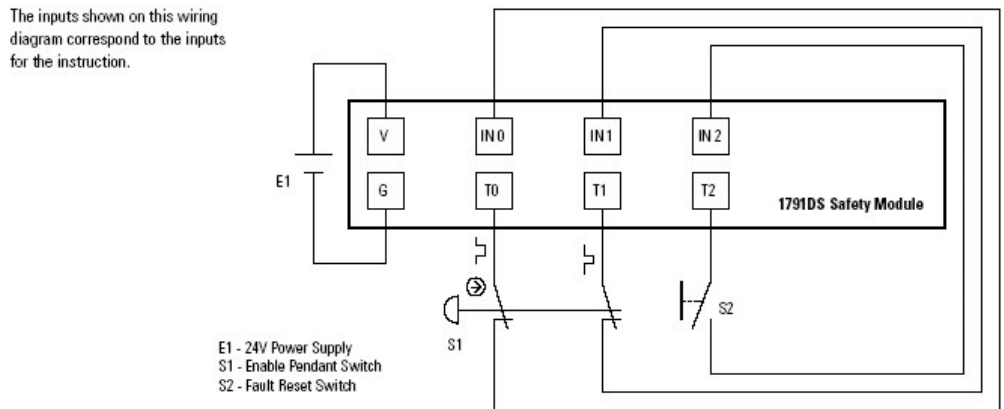 The inputs shown on this wiring
diagram correspond to the inputs
for the instruction.
V
IN 0
IN 1
IN 2
E1
G
T0
T1
T2
1791DS Safety Module
S1
S2
E1 - 24V Power Supply
S1 - Enable Pendant Switch
S2 - Fault Reset Switch